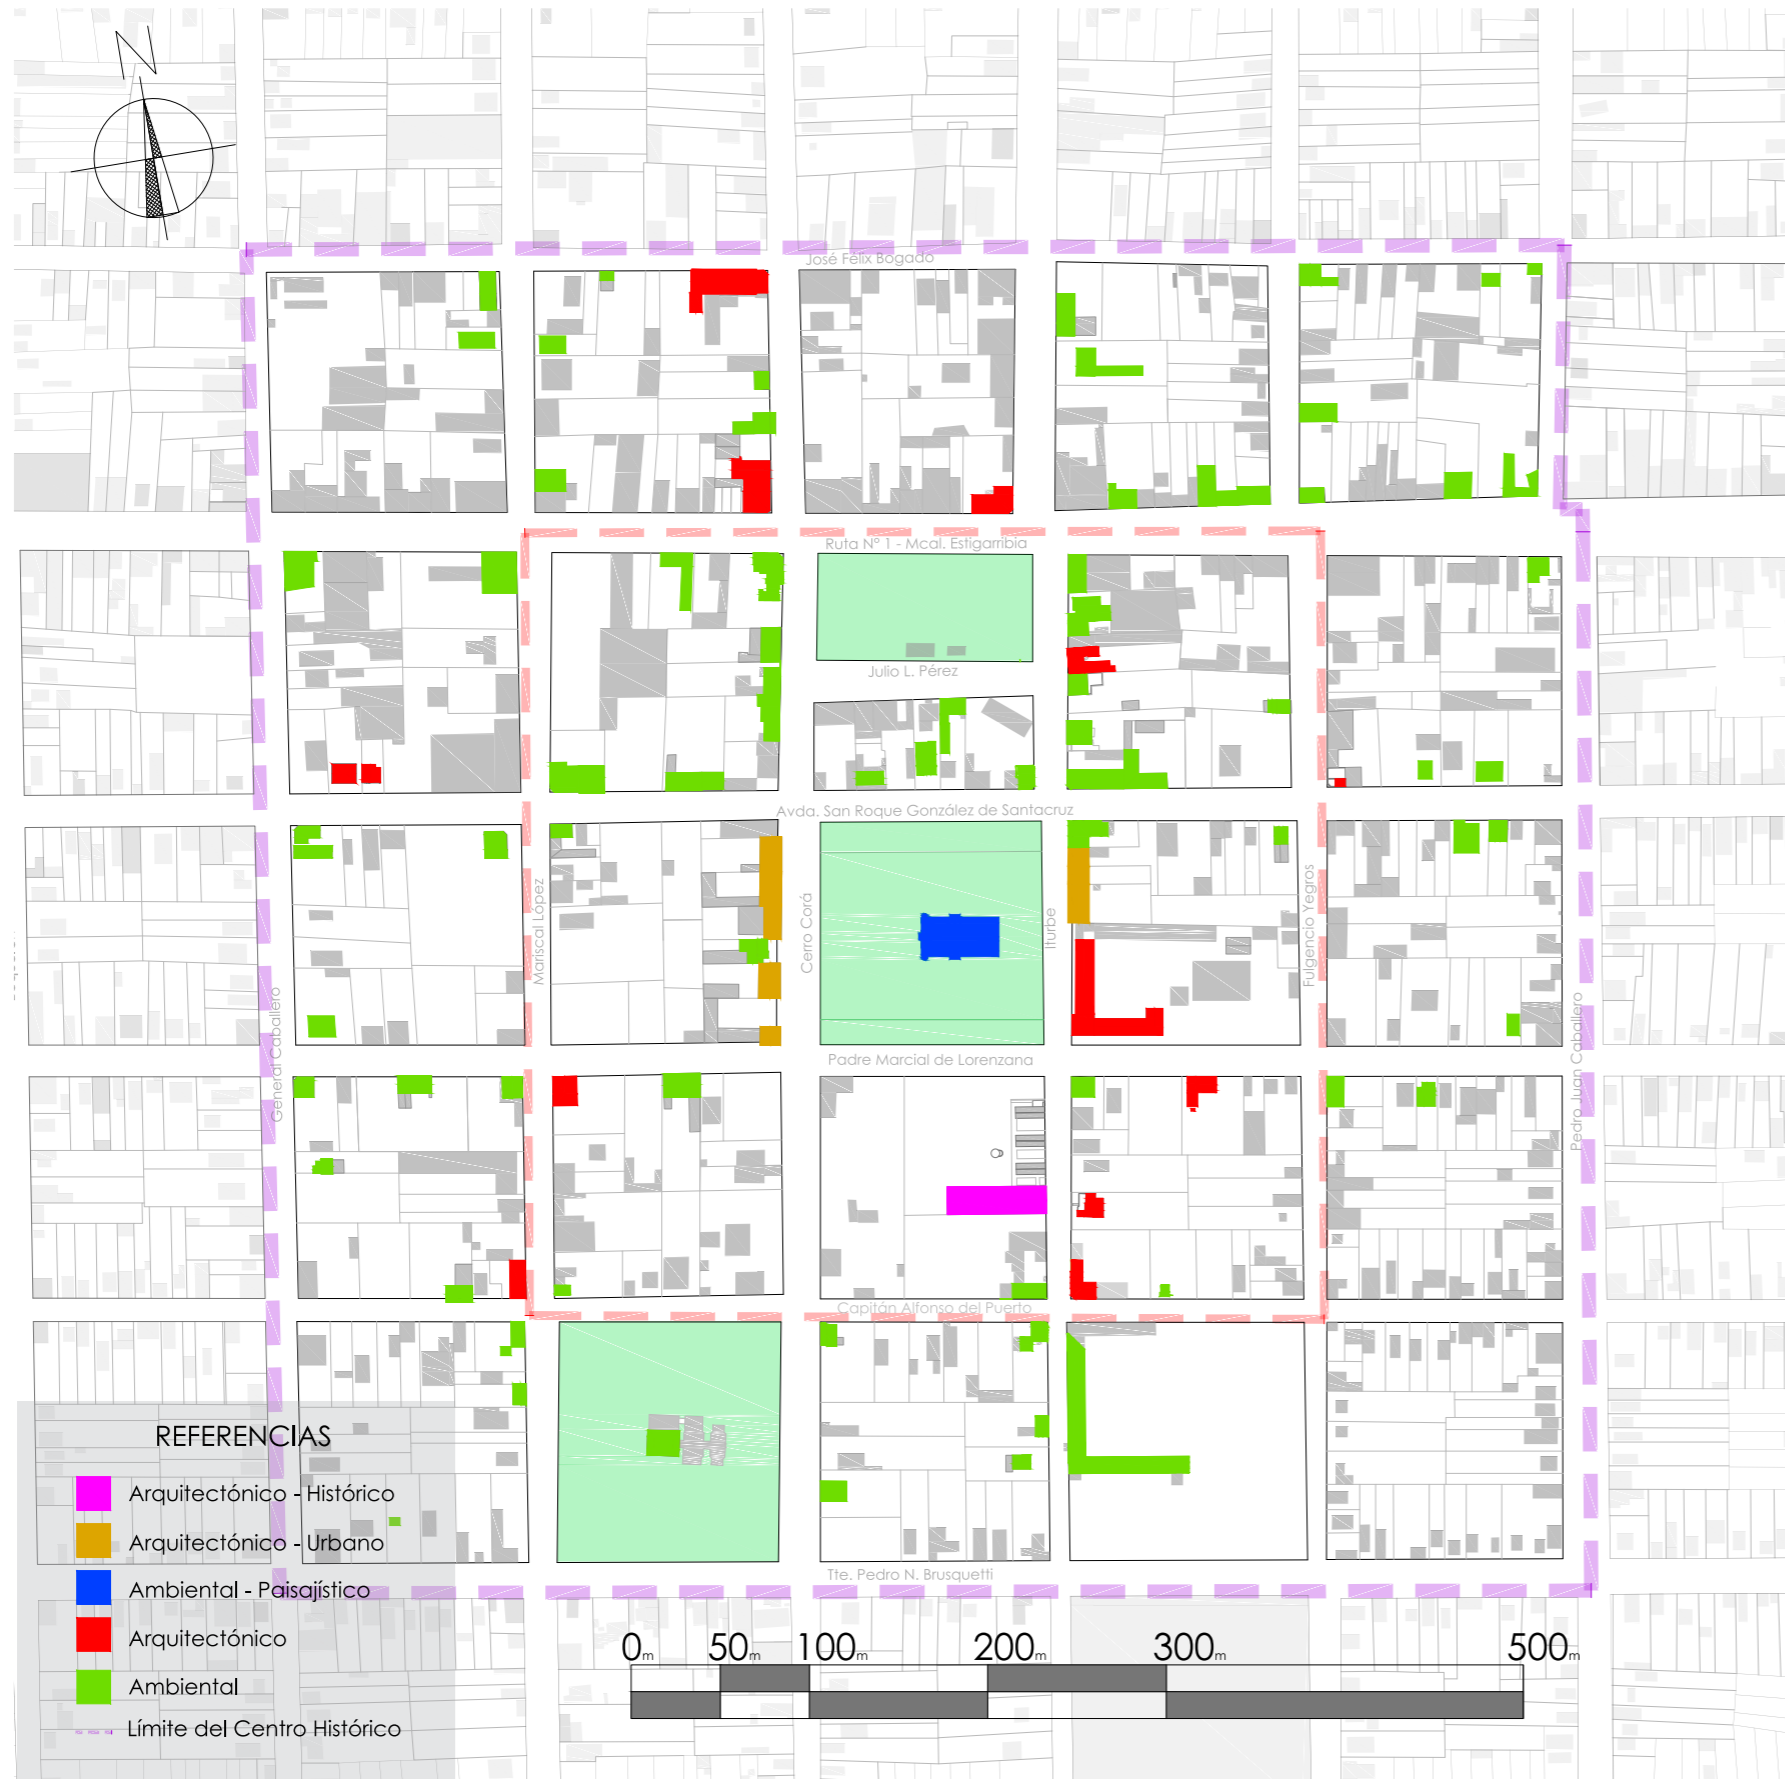 N
José Félix Bogado
Ruta N° 1 - Mcal. Estigarribia
Julio L. Pérez
Avda. San Roque González de Santacruz
Mariscal López
Cerro Corá
Iturbe
Fulgencio Yegros
General Caballero
Pedro Juan Caballero
Padre Marcial de Lorenzana
Capitán Alfonso del Puerto
Tte. Pedro N. Brusquetti
REFERENCIAS
Arquitectónico - Histórico
Arquitectónico - Urbano
Ambiental - Paisajístico
Arquitectónico
Ambiental
Límite del Centro Histórico
0m 50m 100m 200m 300m 500m